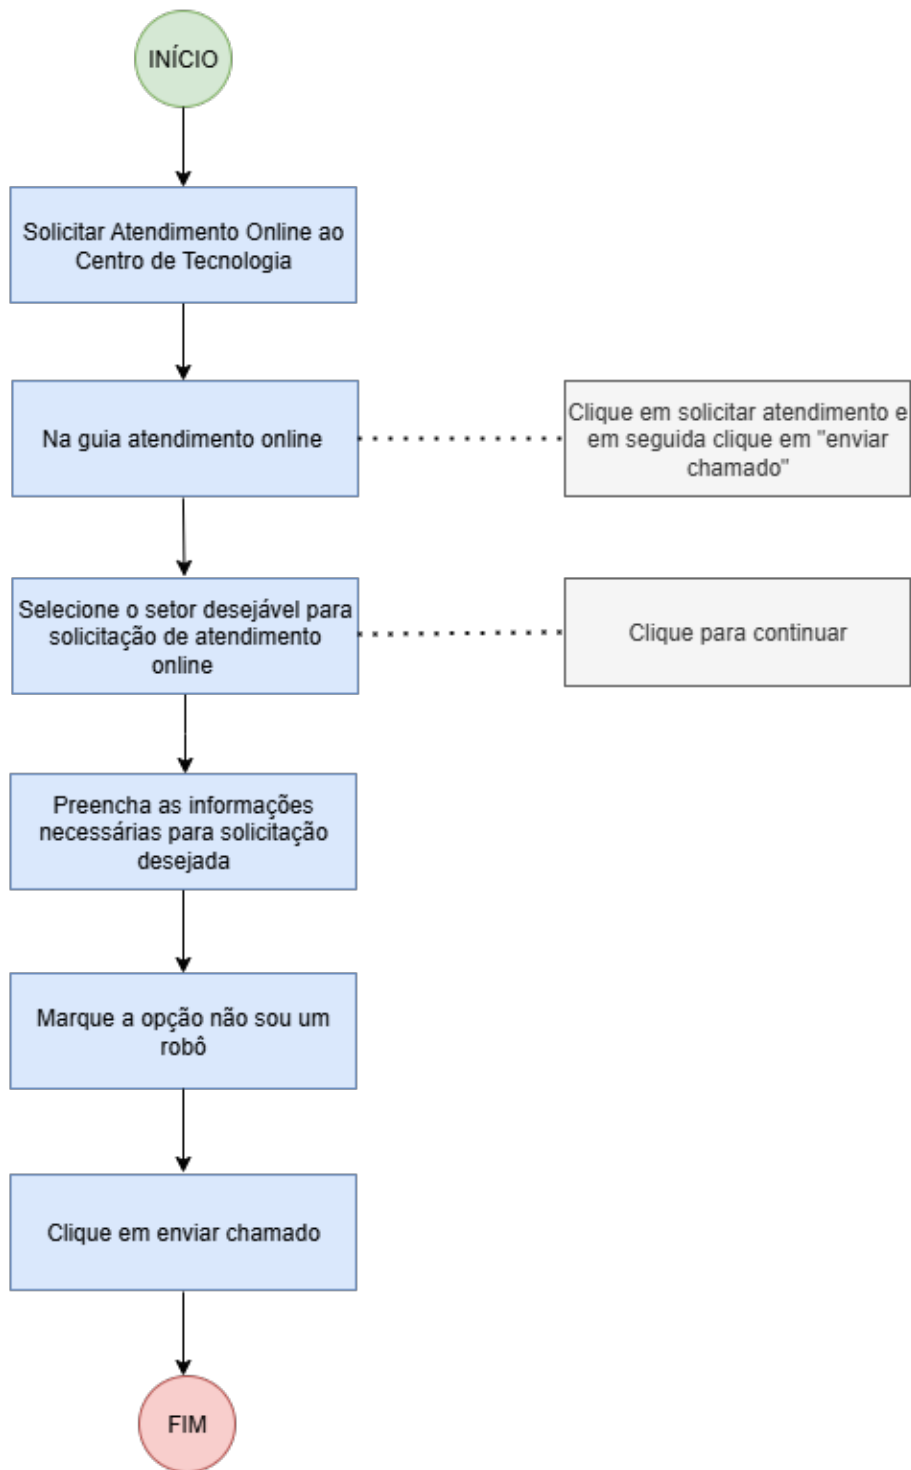 INÍCIO
Solicitar Atendimento Online ao
Centro de Tecnologia
Na guia atendimento online
Clique em solicitar atendimento e
em seguida clique em "enviar
chamado"
Selecione o setor desejável para
solicitação de atendimento
online
Clique para continuar
Preencha as informações
necessárias para solicitação
desejada
Marque a opção não sou um
robô
Clique em enviar chamado
FIM